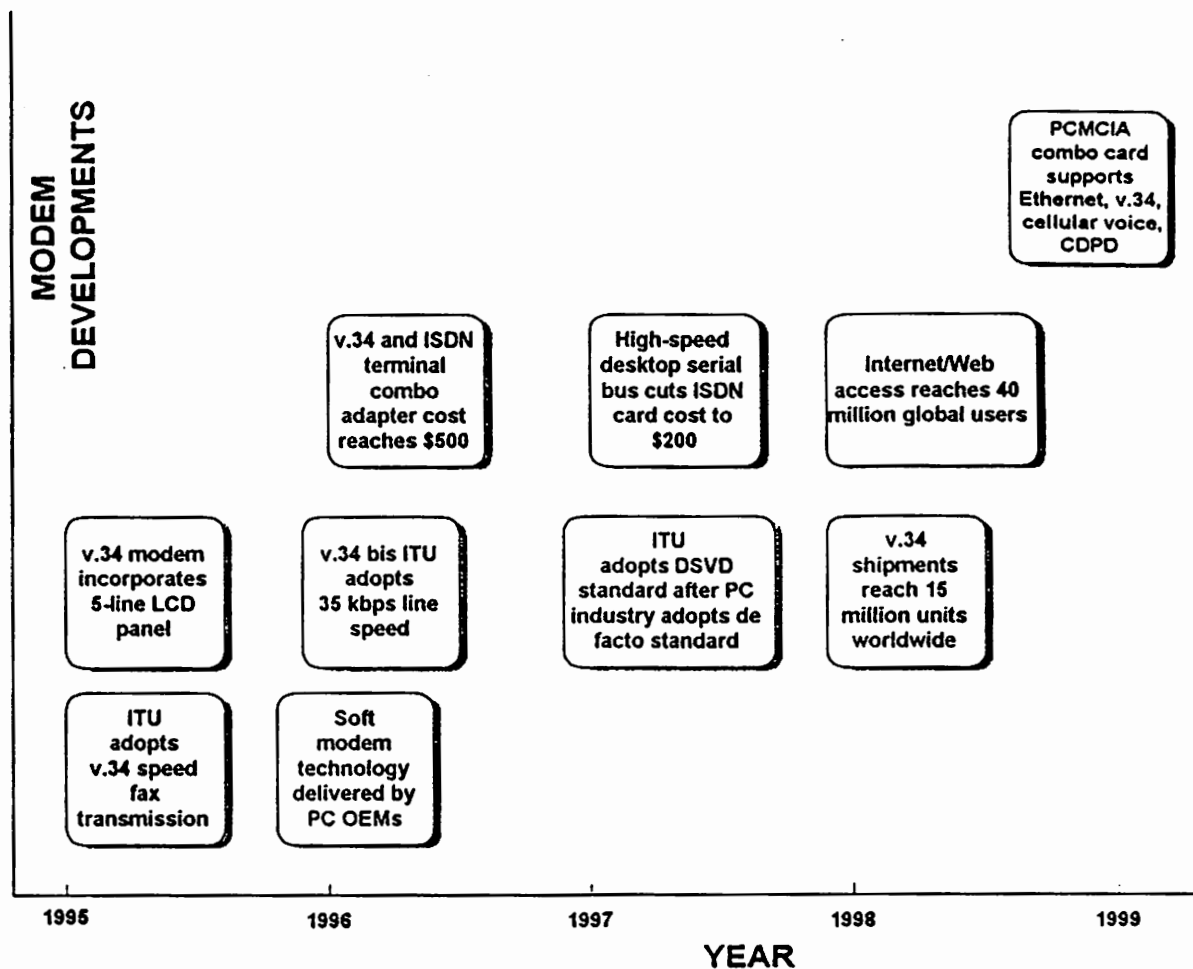 MODEM
DEVELOPMENTS
PCMCIA
combo card
supports
Ethernet, v.34,
cellular voice,
CDPD
v.34 and ISDN
terminal
combo
adapter cost
reaches $500
High-speed
desktop serial
bus cuts ISDN
card cost to
$200
Internet/Web
access reaches 40
million global users
v.34 modem
incorporates
5-line LCD
panel
v.34 bis ITU
adopts
35 kbps line
speed
ITU
adopts DSVD
standard after PC
industry adopts de
facto standard
v.34
shipments
reach 15
million units
worldwide
ITU
adopts
v.34 speed
fax
transmission
Soft
modem
technology
delivered by
PC OEMs
1995
1996
1997
1998
1999
YEAR